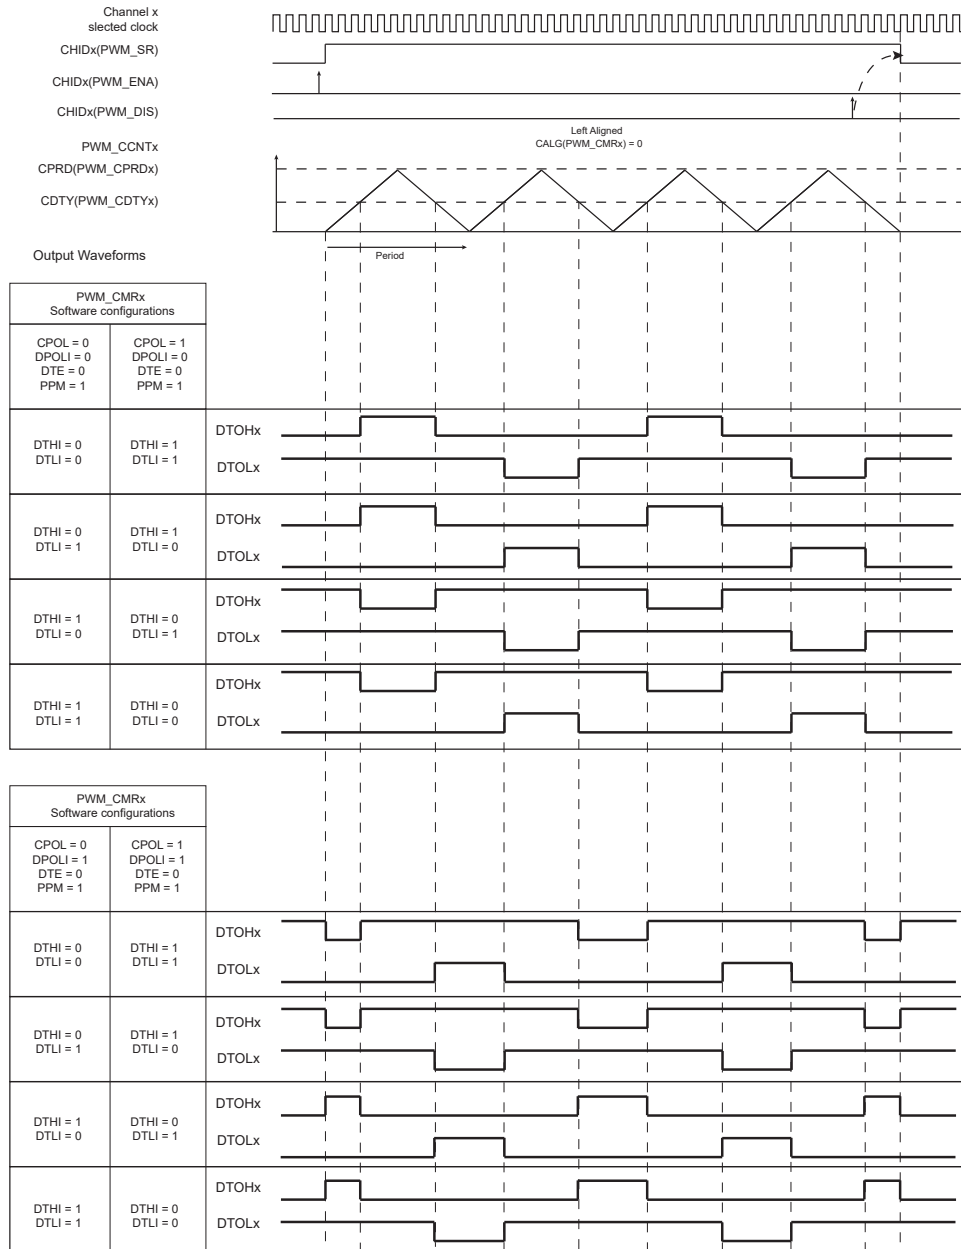 Channel x
slected clock
CHIDx(PWM_SR)
CHIDx(PWM_ENA)
CHIDx(PWM_DIS)
Left Aligned
CALG(PWM_CMRx) = 0
PWM_CCNTx
CPRD(PWM_CPRDx)
CDTY(PWM_CDTYx)
Output Waveforms
Period
PWM_CMRx
Software configurations
CPOL = 0
DPOLI = 0
DTE = 0
PPM = 1
CPOL = 1
DPOLI = 0
DTE = 0
PPM = 1
DTHI = 0
DTLI = 0
DTHI = 1
DTLI = 1
DTOHx
DTOLx
DTHI = 0
DTLI = 1
DTHI = 1
DTLI = 0
DTOHx
DTOLx
DTHI = 1
DTLI = 0
DTHI = 0
DTLI = 1
DTOHx
DTOLx
DTHI = 1
DTLI = 1
DTHI = 0
DTLI = 0
DTOHx
DTOLx
PWM_CMRx
Software configurations
CPOL = 0
DPOLI = 1
DTE = 0
PPM = 1
CPOL = 1
DPOLI = 1
DTE = 0
PPM = 1
DTHI = 0
DTLI = 0
DTHI = 1
DTLI = 1
DTOHx
DTOLx
DTHI = 0
DTLI = 1
DTHI = 1
DTLI = 0
DTOHx
DTOLx
DTHI = 1
DTLI = 0
DTHI = 0
DTLI = 1
DTOHx
DTOLx
DTHI = 1
DTLI = 1
DTHI = 0
DTLI = 0
DTOHx
DTOLx